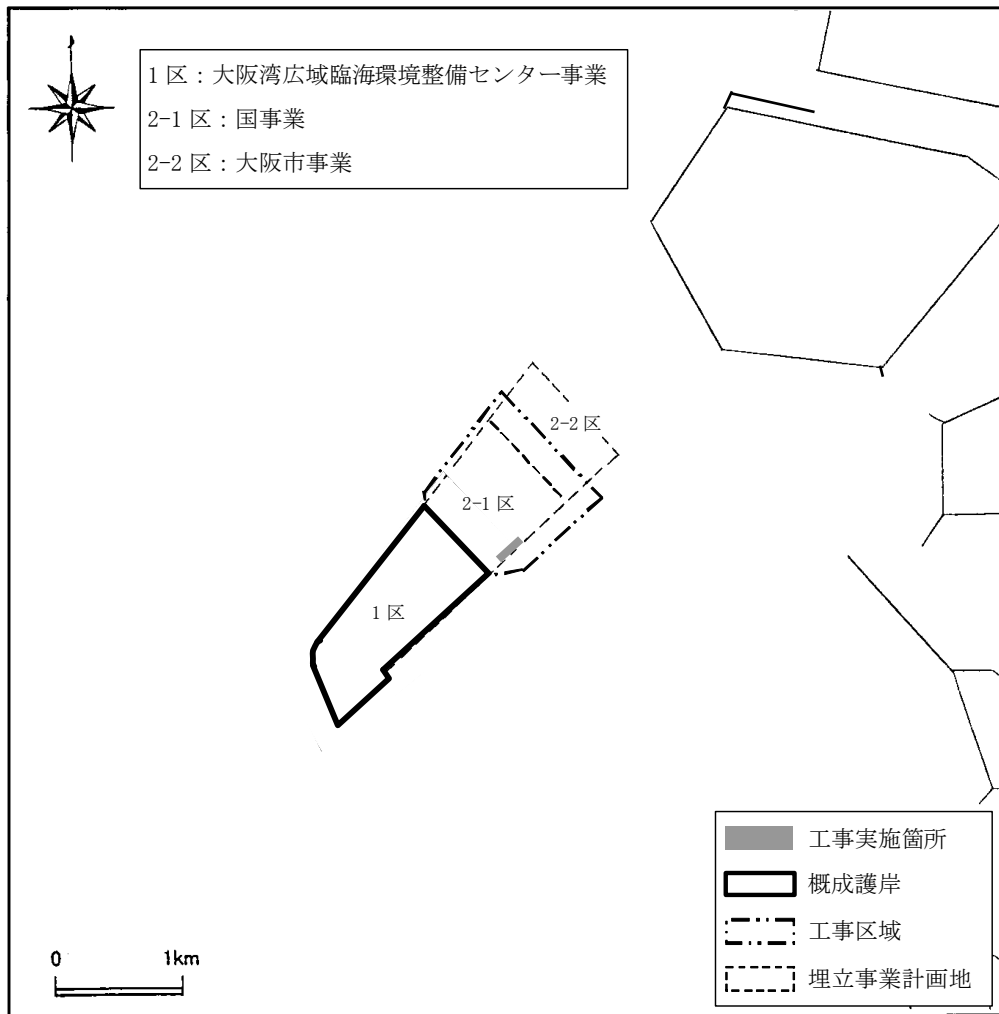 1区：大阪湾広域臨海環境整備センター事業
2-1区：国事業
2-2区：大阪市事業
2-2区
2-1区
1区
工事実施箇所
概成護岸
工事区域
埋立事業計画地
0 1km